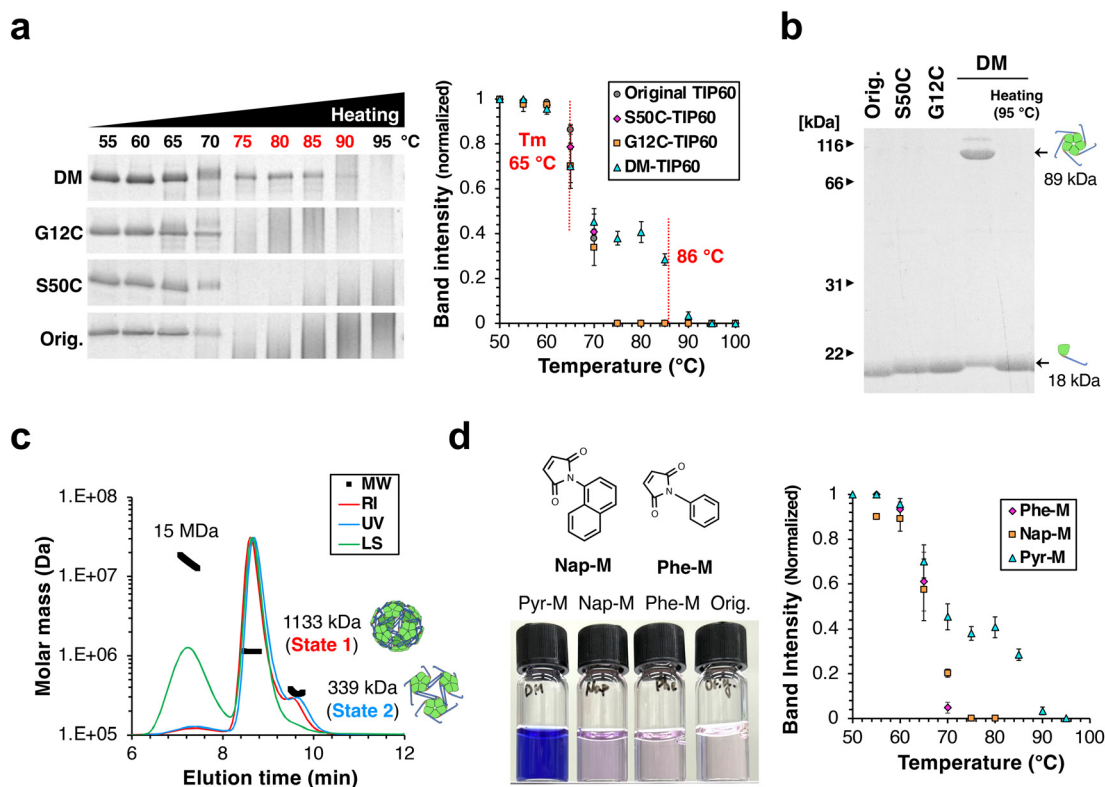 a
Heating
55 60 65 70 75 80 85 90 95 °C
DM
G12C
S50C
Orig.
Band intensity (normalized)
1
0.8
0.6
0.4
0.2
0
50 60 70 80 90 100
Temperature (°C)
Tm
65 °C
86 °C
Original TIP60
S50C-TIP60
G12C-TIP60
DM-TIP60
b
Orig.
S50C
G12C
DM
Heating
(95 °C)
[kDa]
116
66
31
22
89 kDa
18 kDa
c
Molar mass (Da)
1.E+08
1.E+07
1.E+06
1.E+05
6 8 10 12
Elution time (min)
MW
RI
UV
LS
15 MDa
1133 kDa
(State 1)
339 kDa
(State 2)
d
O
N
O
O
N
O
Nap-M
Phe-M
Pyr-M Nap-M Phe-M Orig.
DM
Nap
Phe
Orig.
Band Intensity (Normalized)
1
0.8
0.6
0.4
0.2
0
50 60 70 80 90 100
Temperature (°C)
Phe-M
Nap-M
Pyr-M